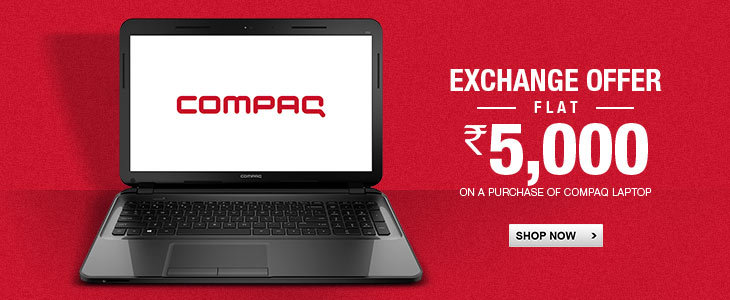 COMPAQ
COMPAQ
EXCHANGE OFFER
FLAT
₹5,000
ON A PURCHASE OF COMPAQ LAPTOP
SHOP NOW >